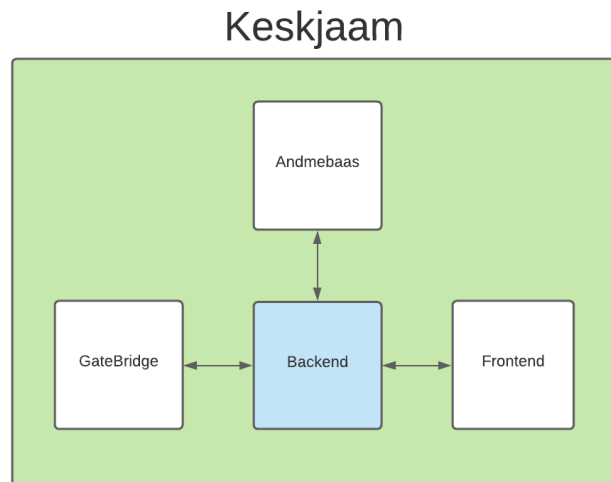 Keskjaam
Andmebaas
GateBridge
Backend
Frontend